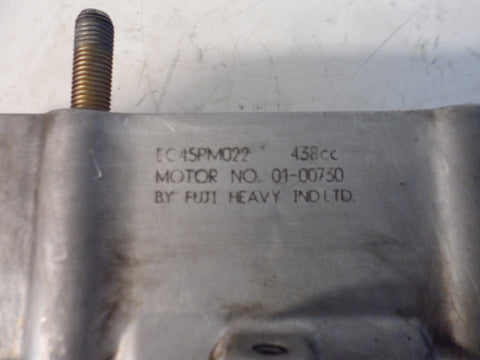 EC45PM022 438cc
MOTOR NO. 01-00730
BY FUJI HEAVY IND LTD.